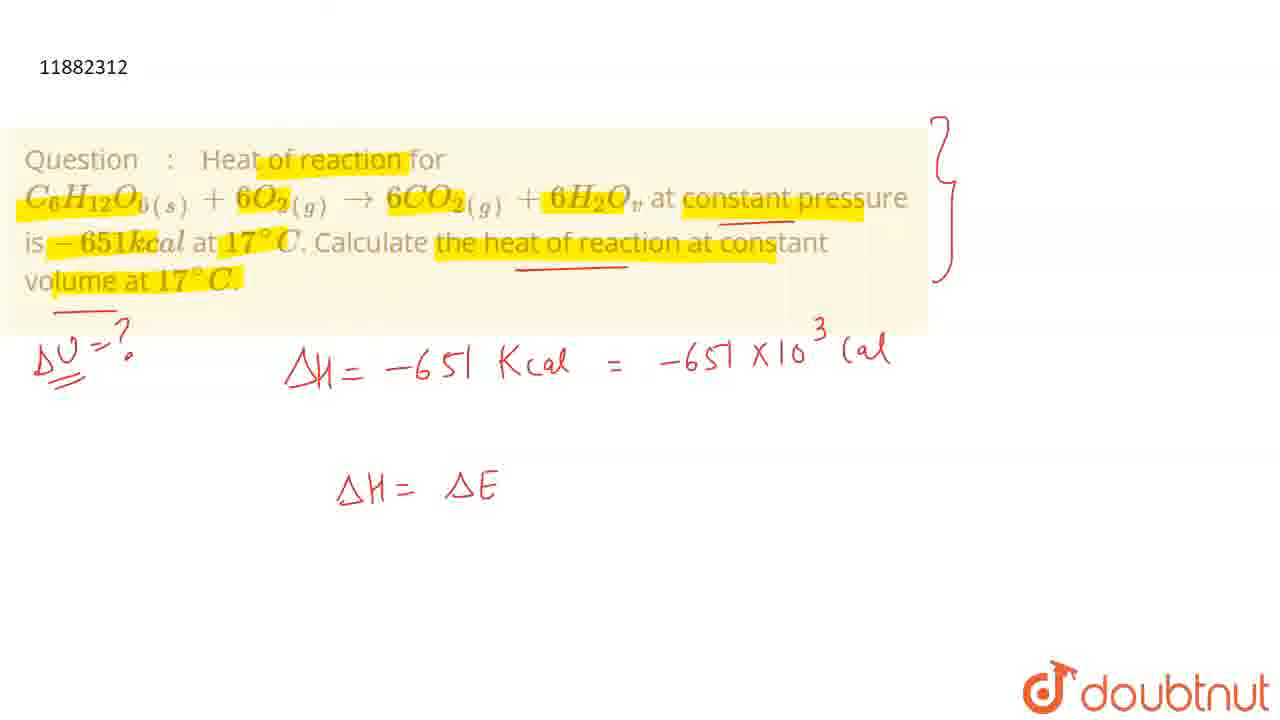 11882312
Question : Heat of reaction for
C₆H₁₂O₆₍ₛ₎ + 6O₂₍g₎ → 6CO₂₍g₎ + 6H₂Oᵥ at constant pressure
is −651kcal at 17°C. Calculate the heat of reaction at constant
volume at 17°C.
ΔU = ?
ΔH = −651 Kcal = −651 × 10³ Cal
ΔH = ΔE
doubtnut